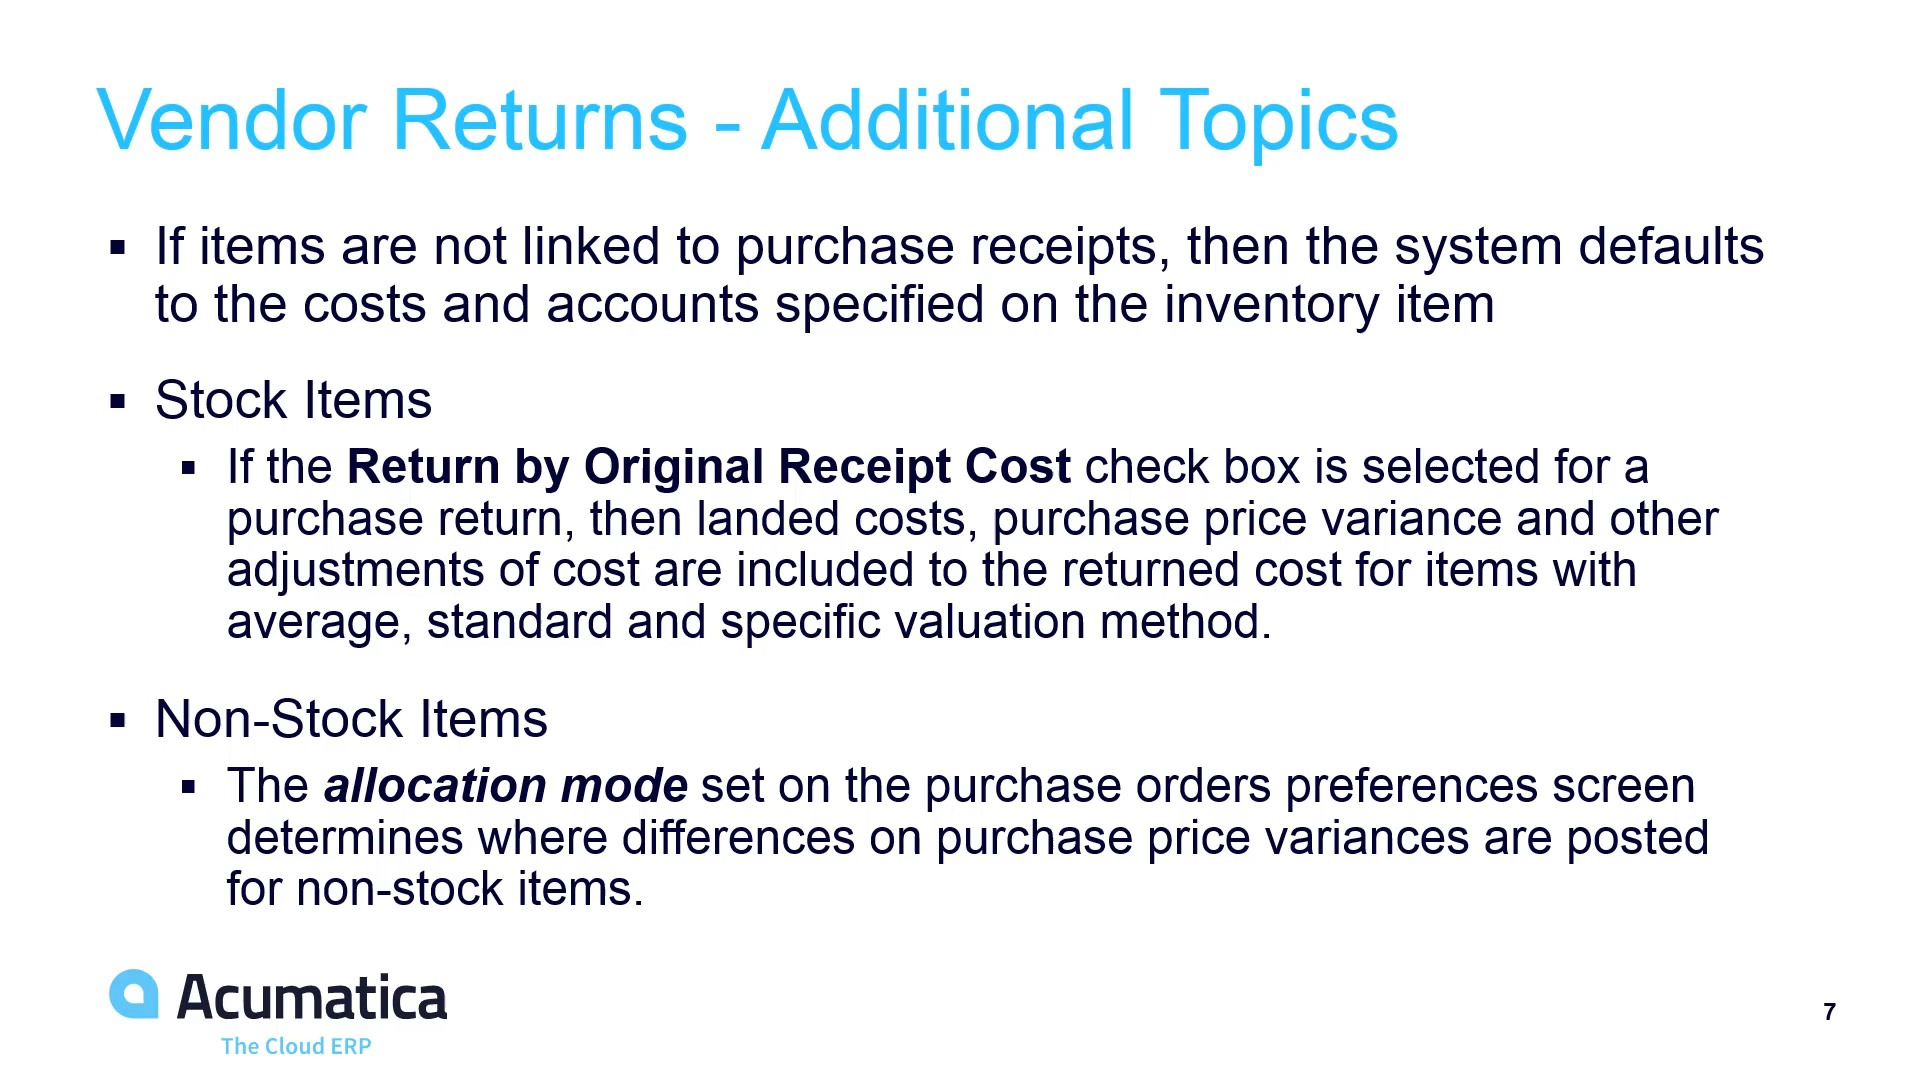 Vendor Returns - Additional Topics
▪ If items are not linked to purchase receipts, then the system defaults
to the costs and accounts specified on the inventory item
▪ Stock Items
▪ If the Return by Original Receipt Cost check box is selected for a
purchase return, then landed costs, purchase price variance and other
adjustments of cost are included to the returned cost for items with
average, standard and specific valuation method.
▪ Non-Stock Items
▪ The allocation mode set on the purchase orders preferences screen
determines where differences on purchase price variances are posted
for non-stock items.
Acumatica
The Cloud ERP
7